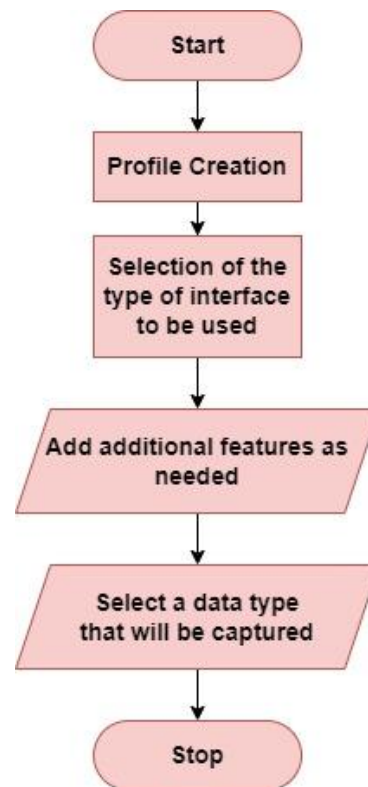 Start
Profile Creation
Selection of the
type of interface
to be used
Add additional features as
needed
Select a data type
that will be captured
Stop